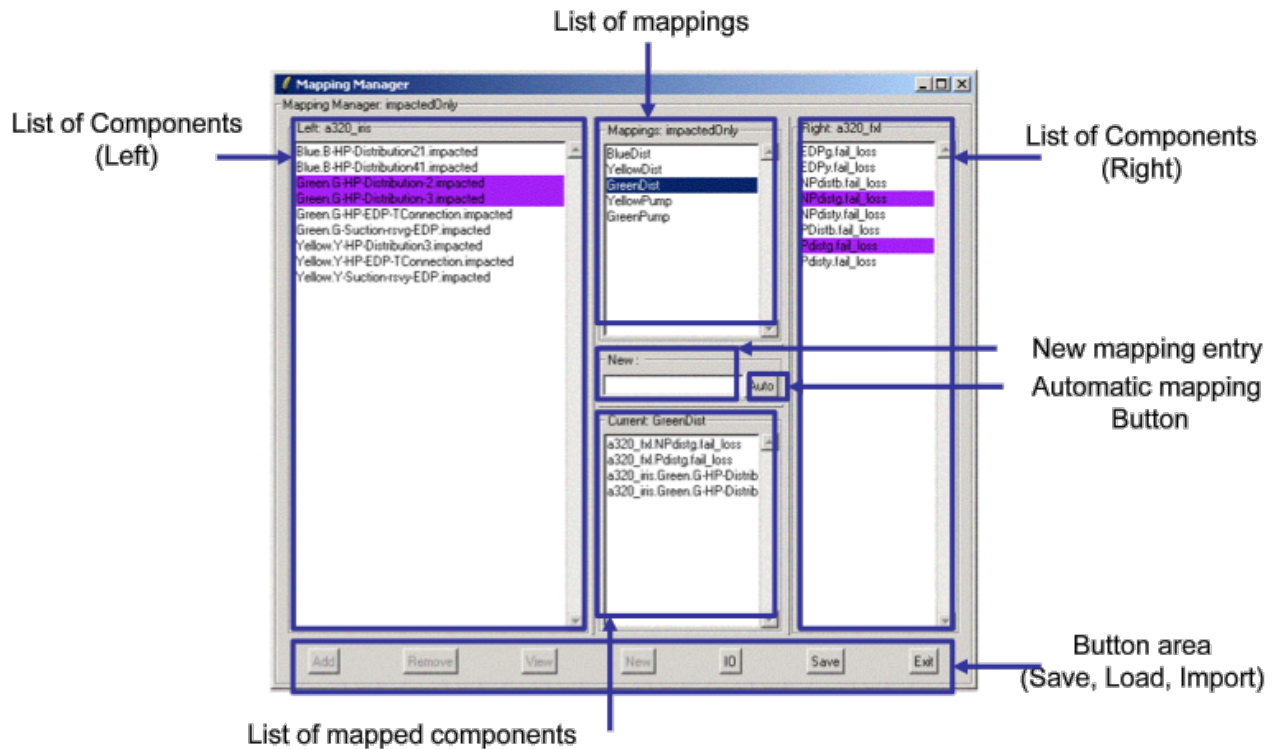 List of mappings
Mapping Manager
Mapping Manager: impactedOnly
List of Components
(Left)
Left: a320_iris
Blue.B-HP-Distribution21.impacted
Blue.B-HP-Distribution41.impacted
Green.G-HP-Distribution-2.impacted
Green.G-HP-Distribution-3.impacted
Green.G-HP-EDP-TConnection.impacted
Green.G-Suction-rsvg-EDP.impacted
Yellow.Y-HP-Distribution3.impacted
Yellow.Y-HP-EDP-TConnection.impacted
Yellow.Y-Suction-rsvy-EDP.impacted
Mappings: impactedOnly
BlueDist
YellowDist
GreenDist
YellowPump
GreenPump
Right: a320_fxl
EDPg.fail_loss
EDPy.fail_loss
NPdistb.fail_loss
NPdistg.fail_loss
NPdisty.fail_loss
PDistb.fail_loss
Pdistg.fail_loss
Pdisty.fail_loss
List of Components
(Right)
New :
Auto
New mapping entry
Automatic mapping
Button
Current: GreenDist
a320_fxl.NPdistg.fail_loss
a320_fxl.Pdistg.fail_loss
a320_iris.Green.G-HP-Distrib
a320_iris.Green.G-HP-Distrib
Add Remove View New IO Save Exit
Button area
(Save, Load, Import)
List of mapped components